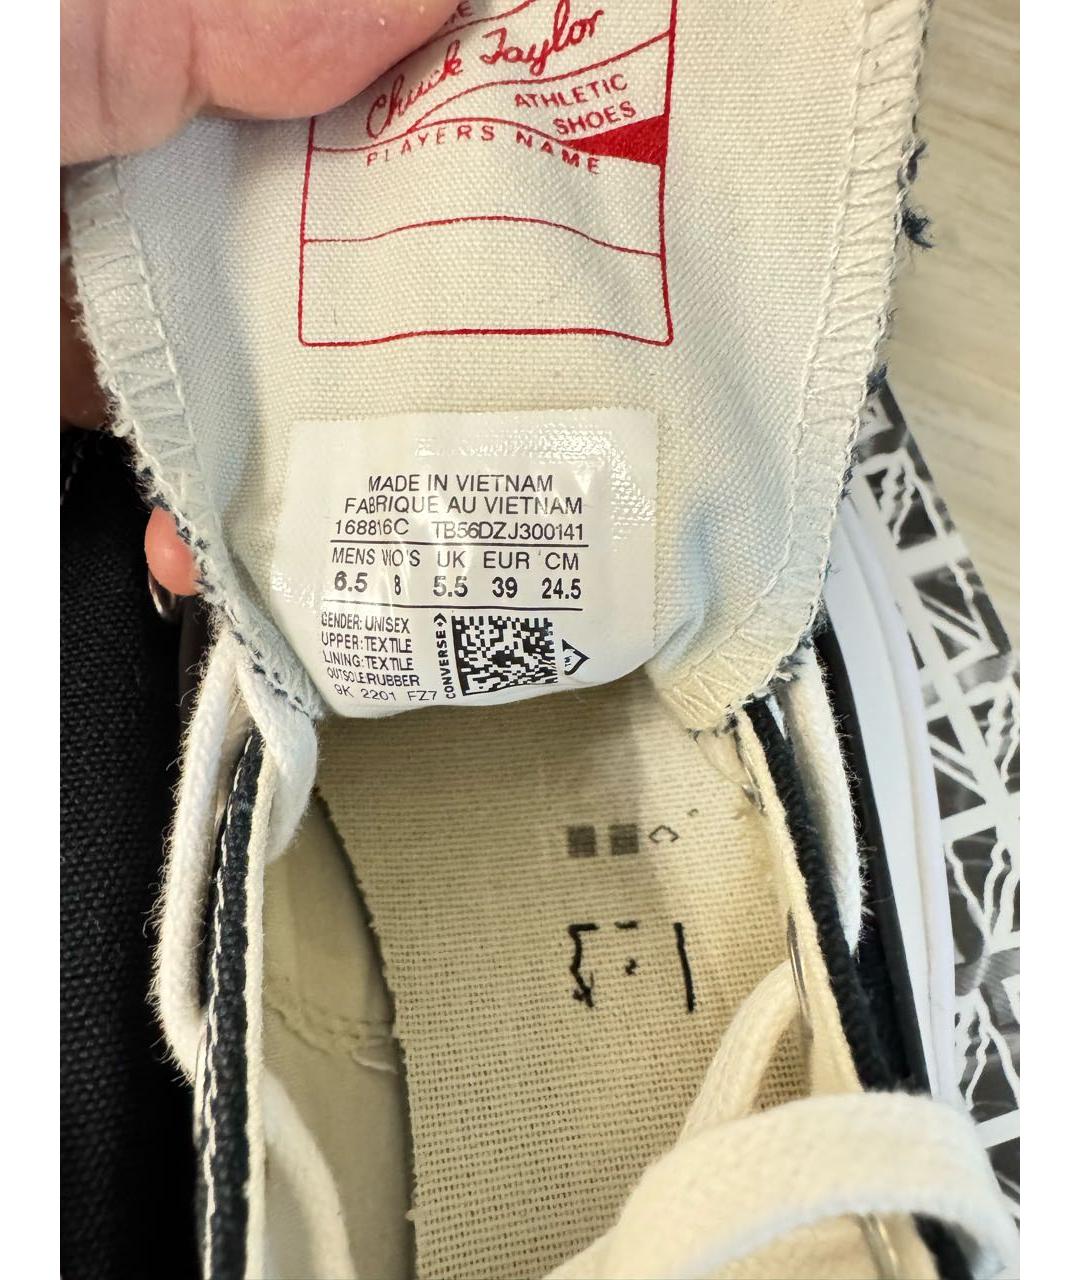 Chuck Taylor
ATHLETIC
SHOES
PLAYERS NAME
MADE IN VIETNAM
FABRIQUE AU VIETNAM
168816C TB56DZJ300141
MENS WO'S UK EUR CM
6.5 8 5.5 39 24.5
GENDER: UNISEX
UPPER: TEXTILE
LINING: TEXTILE
OUTSOLE RUBBER
9K 2201 FZ7
CONVERSE